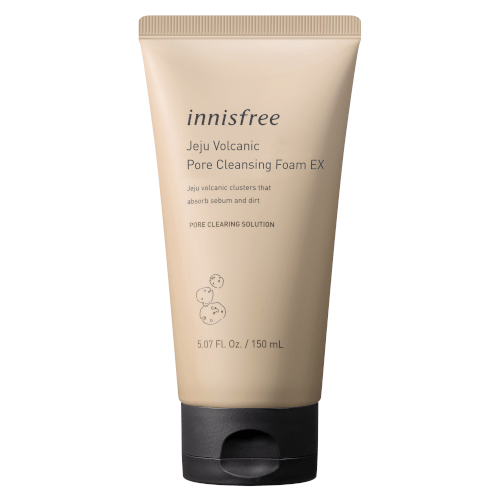 innisfree
Jeju Volcanic
Pore Cleansing Foam EX
Jeju volcanic clusters that
absorb sebum and dirt
PORE CLEARING SOLUTION
5.07 FL. Oz. / 150 mL